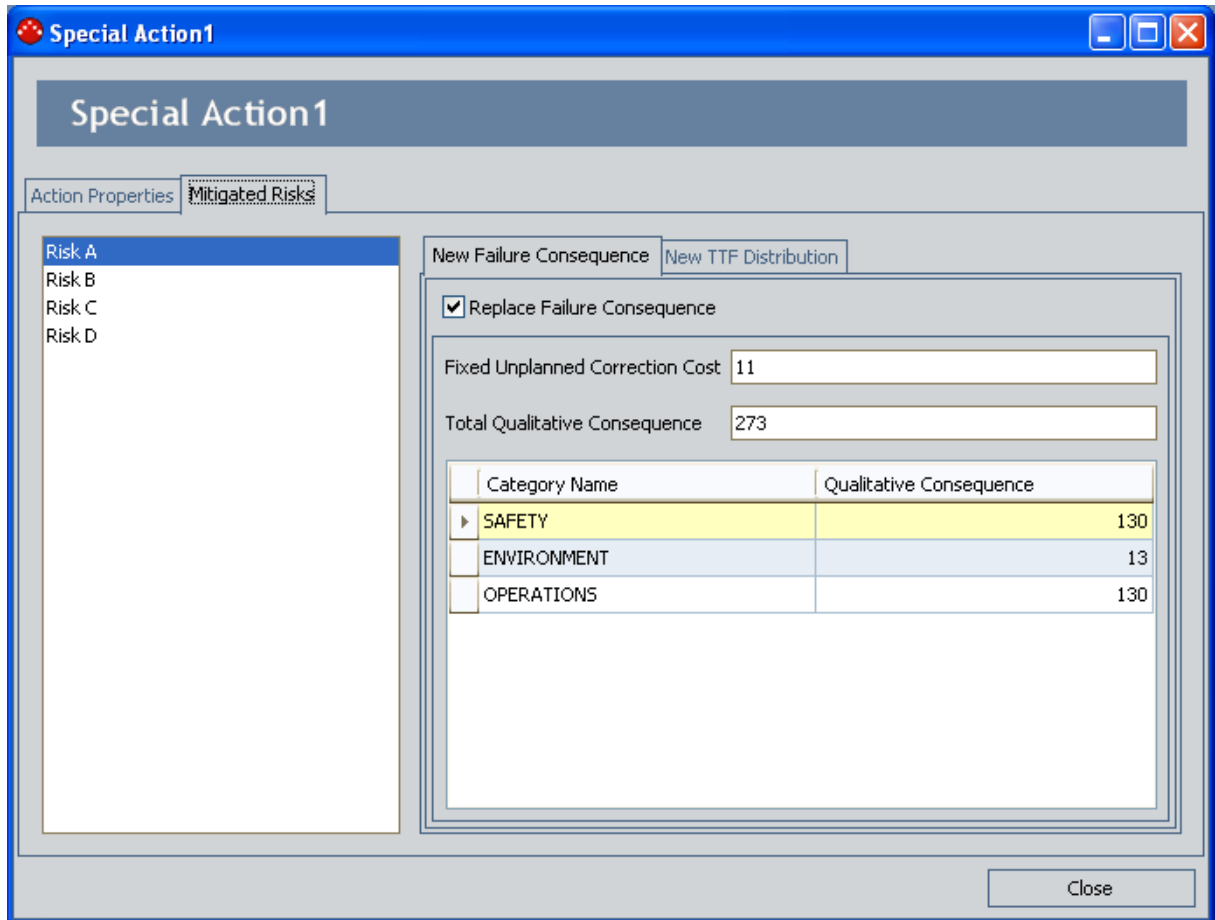 Special Action1
Special Action1
Action Properties Mitigated Risks
Risk A
Risk B
Risk C
Risk D
New Failure Consequence New TTF Distribution
Replace Failure Consequence
Fixed Unplanned Correction Cost 11
Total Qualitative Consequence 273
Category Name Qualitative Consequence
SAFETY 130
ENVIRONMENT 13
OPERATIONS 130
Close